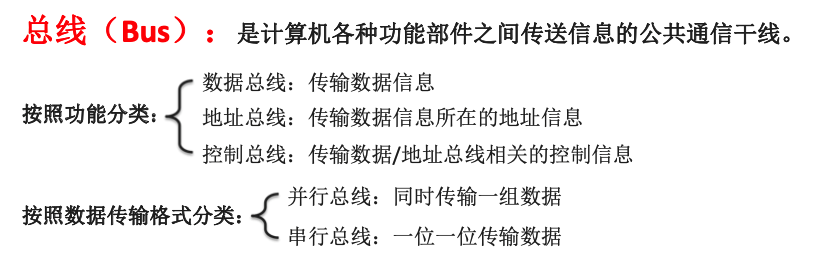 总线（Bus）：是计算机各种功能部件之间传送信息的公共通信干线。
按照功能分类：
数据总线：传输数据信息
地址总线：传输数据信息所在的地址信息
控制总线：传输数据/地址总线相关的控制信息
按照数据传输格式分类：
并行总线：同时传输一组数据
串行总线：一位一位传输数据